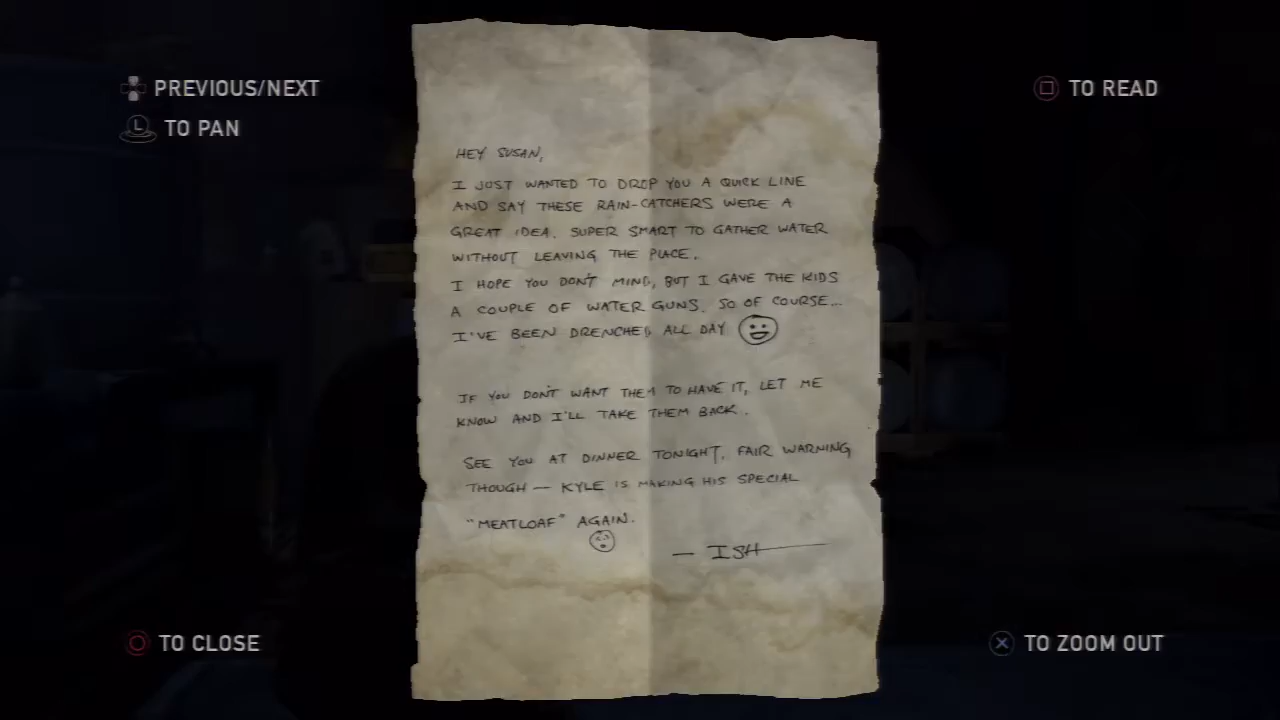 PREVIOUS/NEXT
TO PAN
L
TO READ
HEY SUSAN,
I JUST WANTED TO DROP YOU A QUICK LINE
AND SAY THESE RAIN-CATCHERS WERE A
GREAT IDEA. SUPER SMART TO GATHER WATER
WITHOUT LEAVING THE PLACE.
I HOPE YOU DON'T MIND, BUT I GAVE THE KIDS
A COUPLE OF WATER GUNS. SO OF COURSE...
I'VE BEEN DRENCHED ALL DAY
IF YOU DON'T WANT THEM TO HAVE IT, LET ME
KNOW AND I'LL TAKE THEM BACK.
SEE YOU AT DINNER TONIGHT. FAIR WARNING
THOUGH — KYLE IS MAKING HIS SPECIAL
"MEATLOAF" AGAIN.
— ISH
TO CLOSE
TO ZOOM OUT